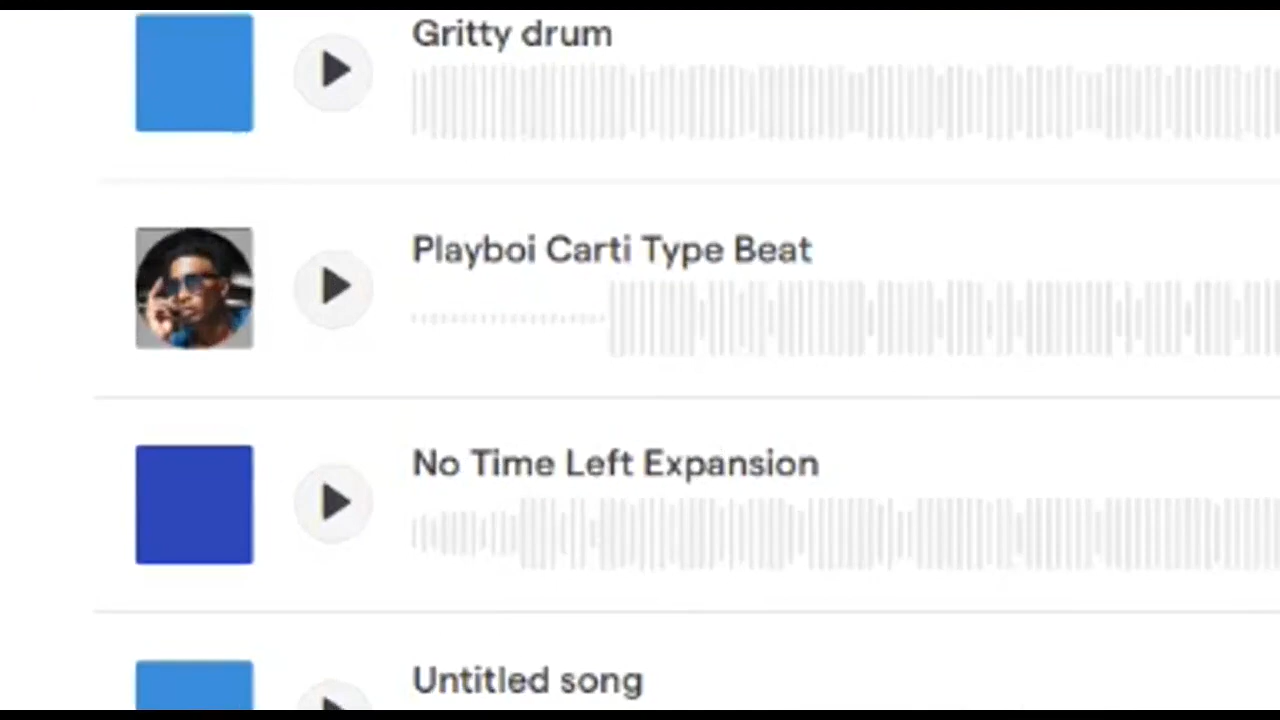 Gritty drum
Playboi Carti Type Beat
No Time Left Expansion
Untitled song